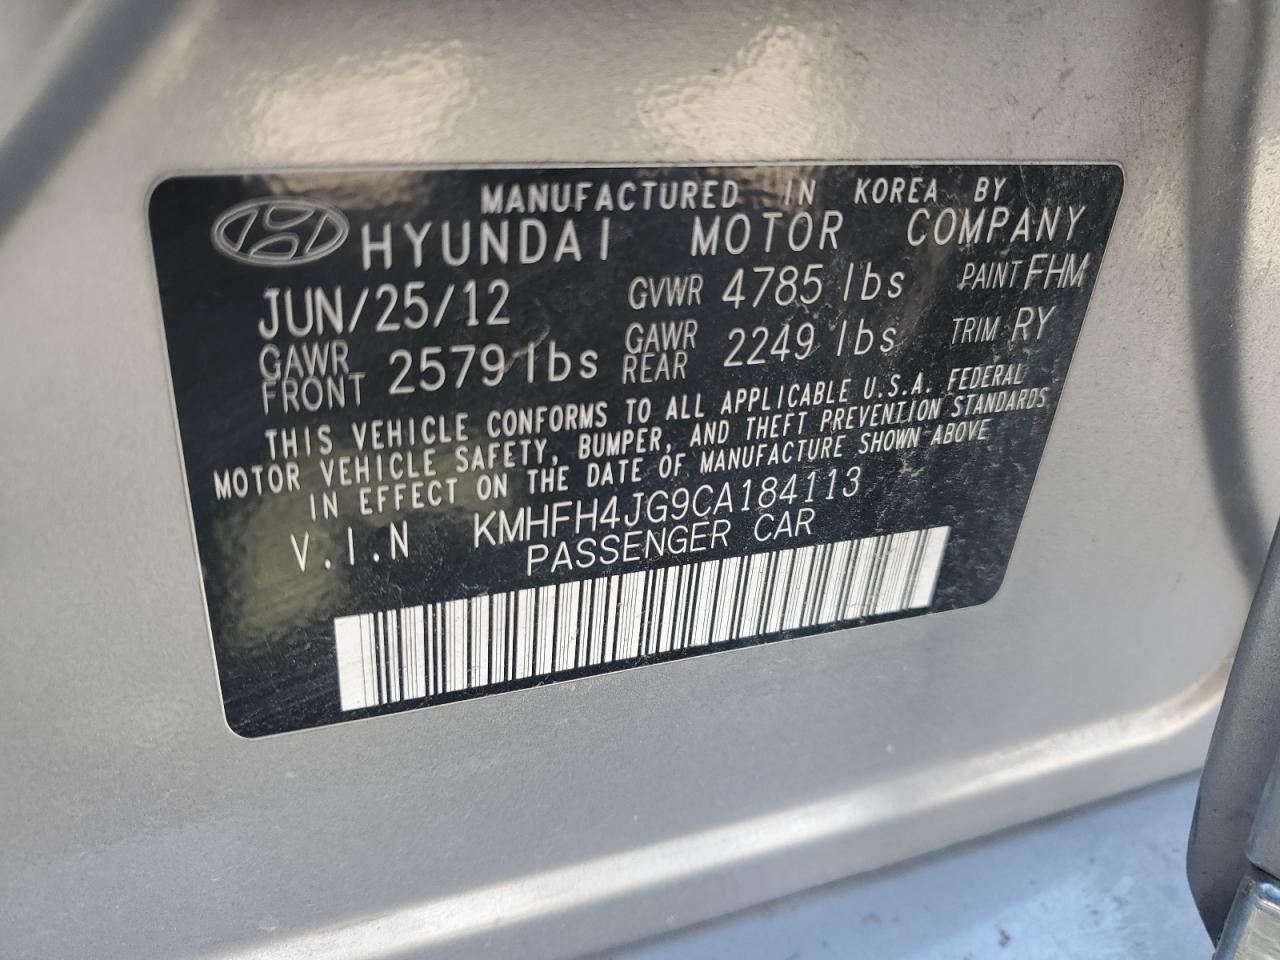 MANUFACTURED IN KOREA BY
HYUNDAI MOTOR COMPANY
JUN/25/12 GVWR 4785 lbs PAINT FHM
GAWR FRONT 2579 lbs GAWR REAR 2249 lbs TRIM RY
THIS VEHICLE CONFORMS TO ALL APPLICABLE U.S.A. FEDERAL
MOTOR VEHICLE SAFETY, BUMPER, AND THEFT PREVENTION STANDARDS
IN EFFECT ON THE DATE OF MANUFACTURE SHOWN ABOVE
V.I.N KMHFH4JG9CA184113
PASSENGER CAR